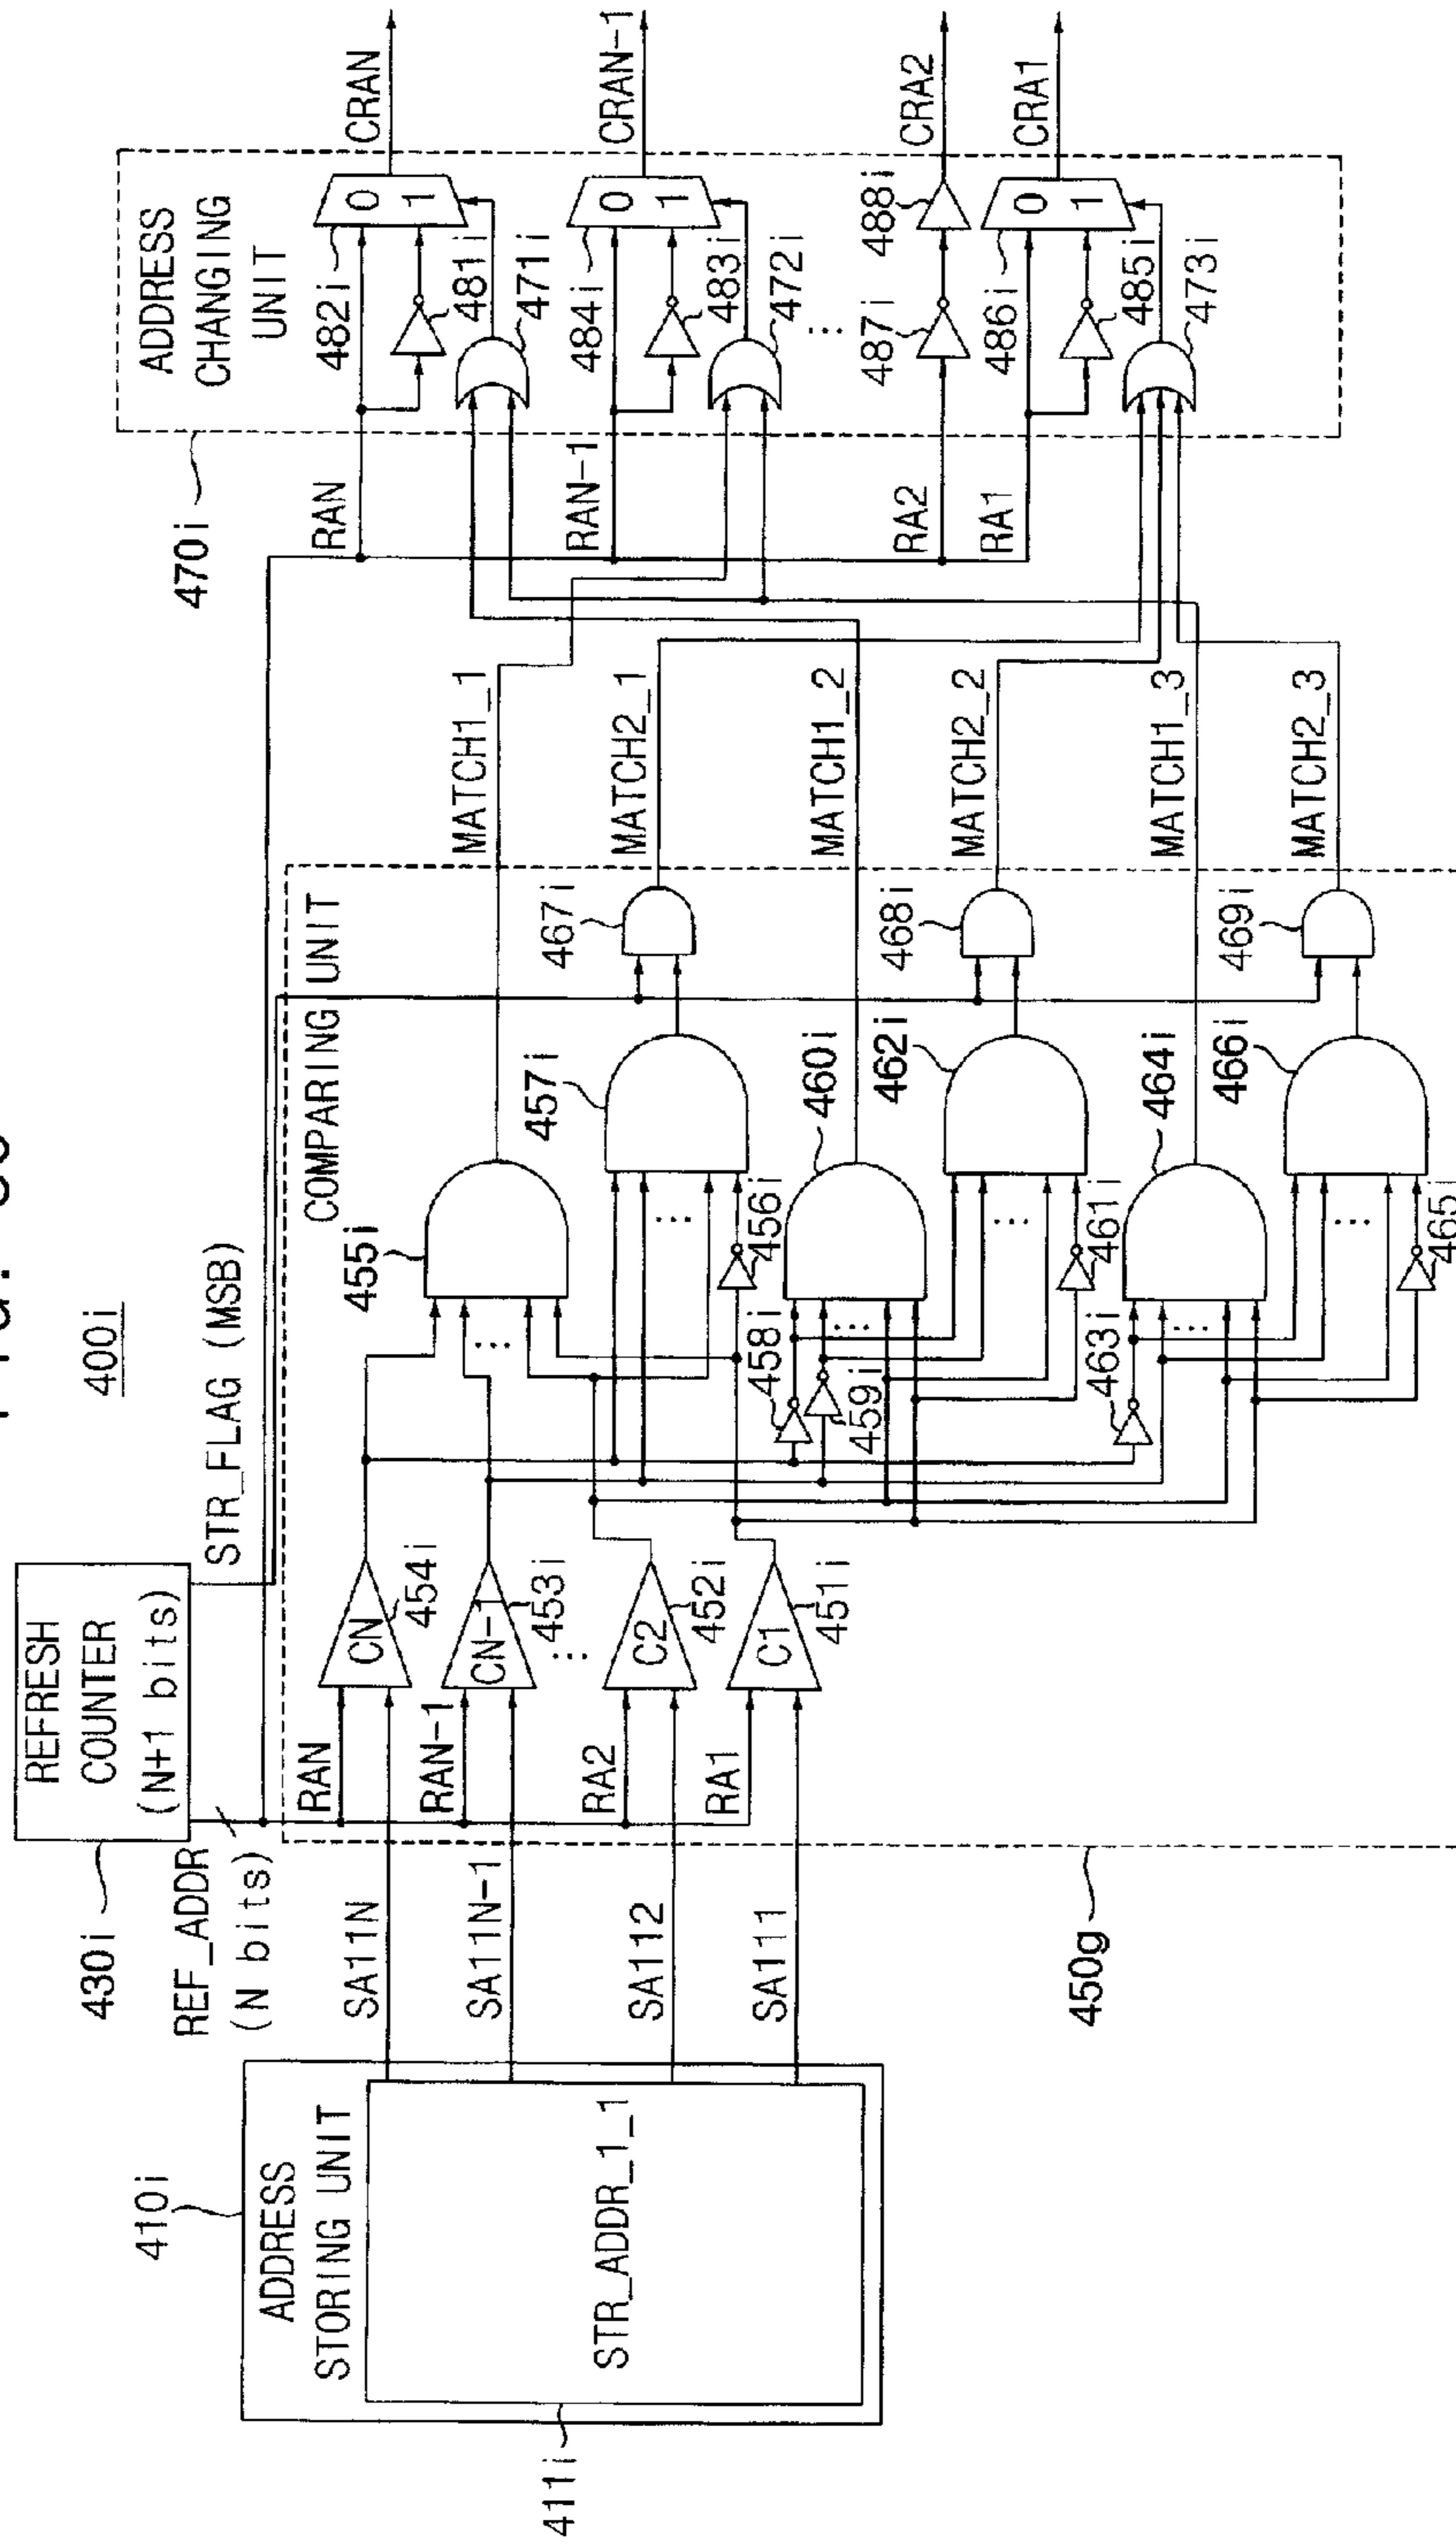 400i
REFRESH
COUNTER
(N+1 bits)
430i
STR_FLAG (MSB)
REF_ADDR
(N bits)
410i
ADDRESS
STORING UNIT
STR_ADDR_1_1
411i
SA11N
SA11N-1
SA112
SA111
RAN
RAN-1
RA2
RA1
COMPARING UNIT
450g
CN
454i
CN-1
453i
C2
452i
C1
451i
455i
457i
456i
458i
459i
460i
462i
461i
463i
464i
466i
465i
467i
468i
469i
MATCH1_1
MATCH2_1
MATCH1_2
MATCH2_2
MATCH1_3
MATCH2_3
470i
ADDRESS
CHANGING
UNIT
RAN
RAN-1
RA2
RA1
482i
0
1
481i
471i
484i
0
1
483i
472i
487i
488i
486i
0
1
485i
473i
CRAN
CRAN-1
CRA2
CRA1